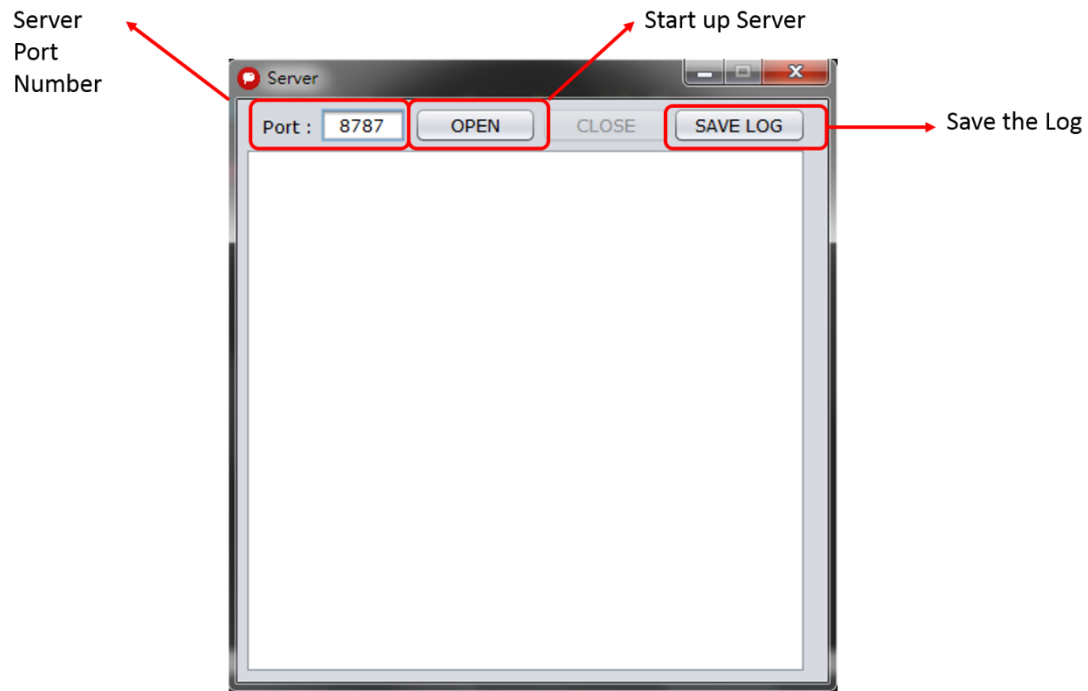 Server
Port
Number
Start up Server
Save the Log
Server
Port : 8787 OPEN CLOSE SAVE LOG